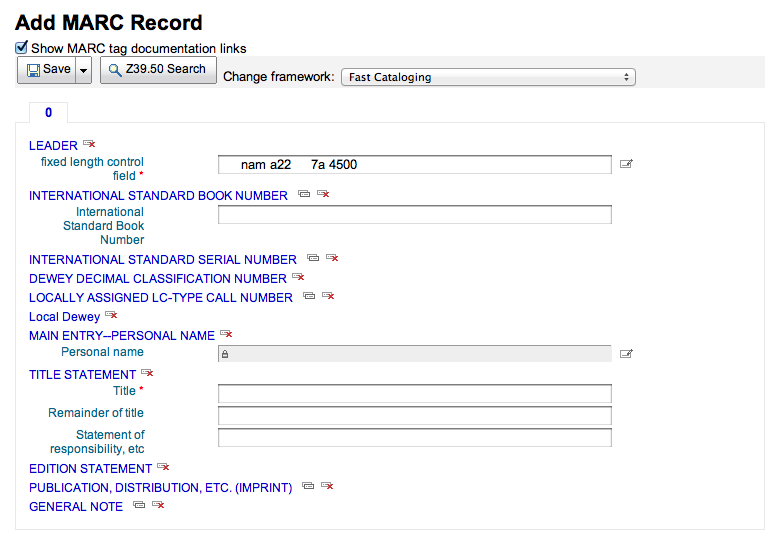 Add MARC Record
Show MARC tag documentation links
Save Z39.50 Search Change framework: Fast Cataloging
0
LEADER
fixed length control
field * nam a22 7a 4500
INTERNATIONAL STANDARD BOOK NUMBER
International
Standard Book
Number
INTERNATIONAL STANDARD SERIAL NUMBER
DEWEY DECIMAL CLASSIFICATION NUMBER
LOCALLY ASSIGNED LC-TYPE CALL NUMBER
Local Dewey
MAIN ENTRY--PERSONAL NAME
Personal name
TITLE STATEMENT
Title *
Remainder of title
Statement of
responsibility, etc
EDITION STATEMENT
PUBLICATION, DISTRIBUTION, ETC. (IMPRINT)
GENERAL NOTE